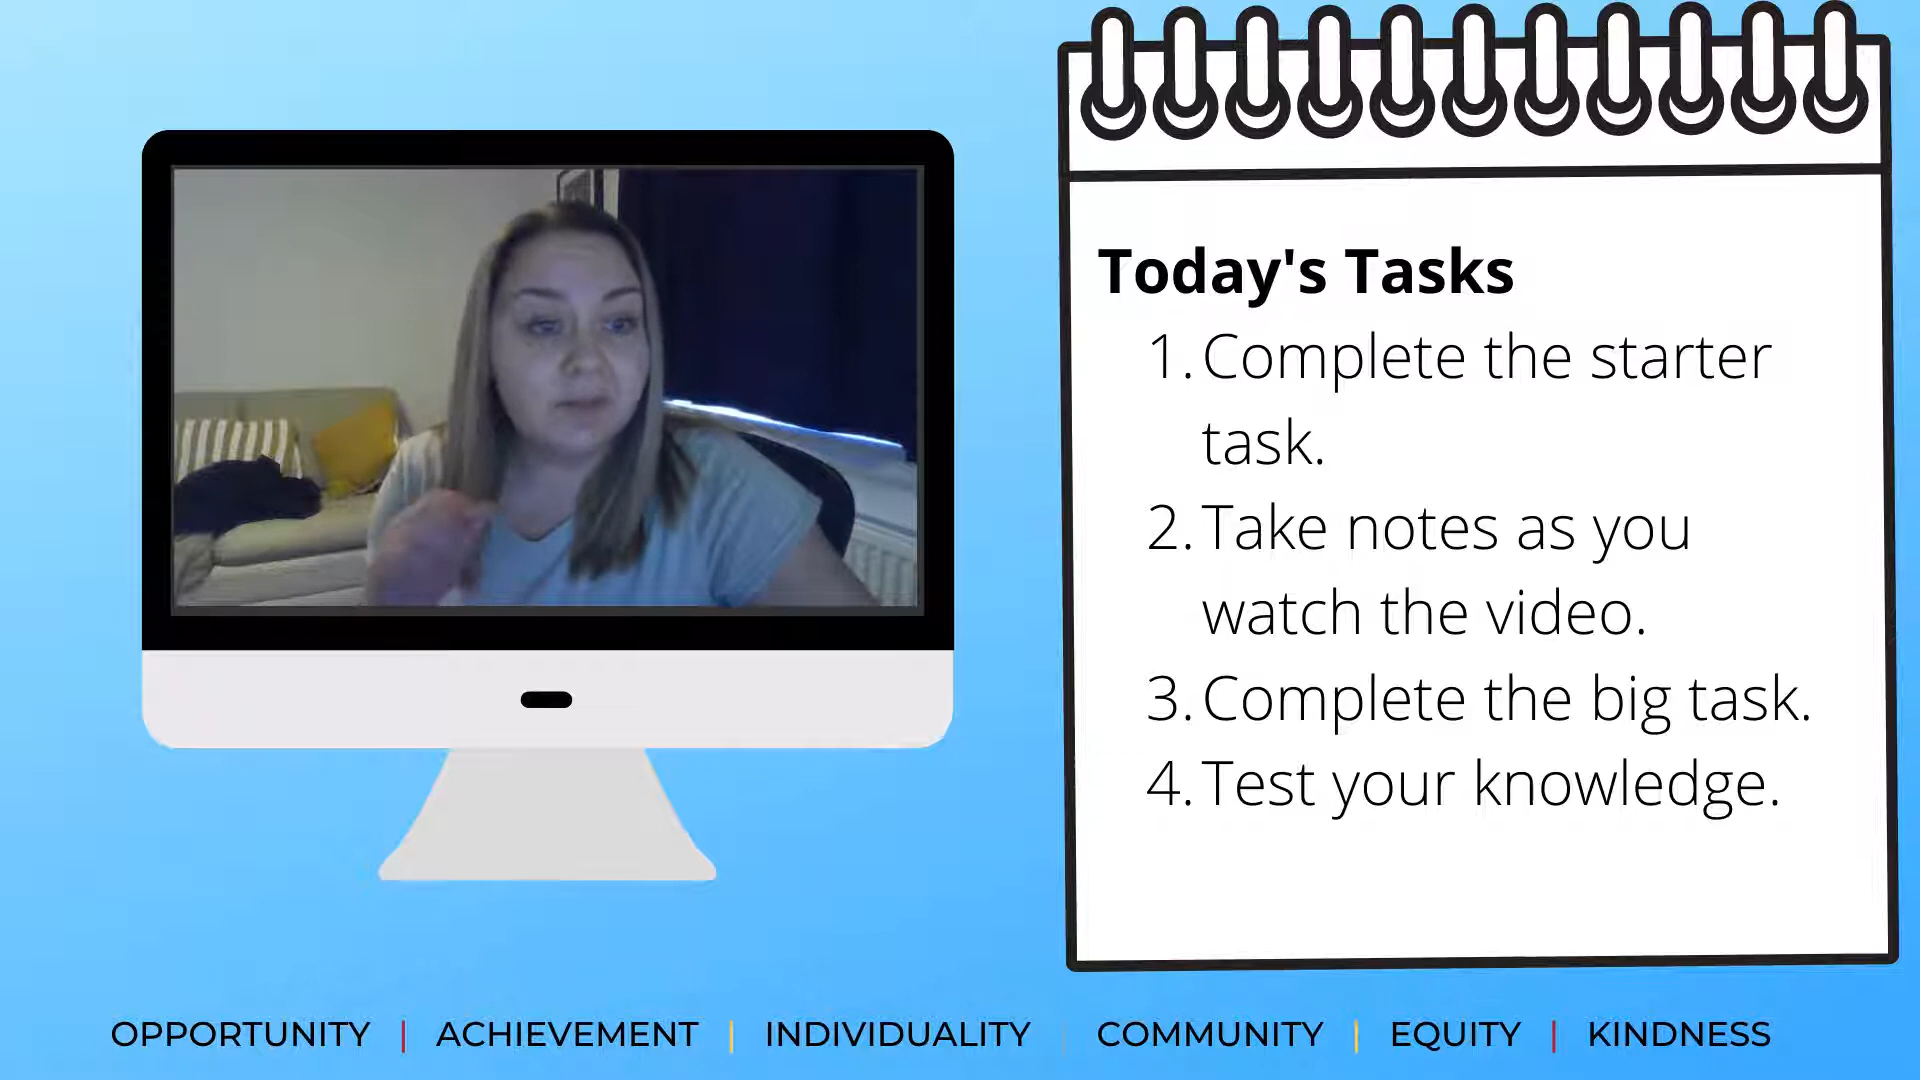 Today's Tasks
1. Complete the starter
task.
2. Take notes as you
watch the video.
3. Complete the big task.
4. Test your knowledge.
OPPORTUNITY | ACHIEVEMENT | INDIVIDUALITY | COMMUNITY | EQUITY | KINDNESS